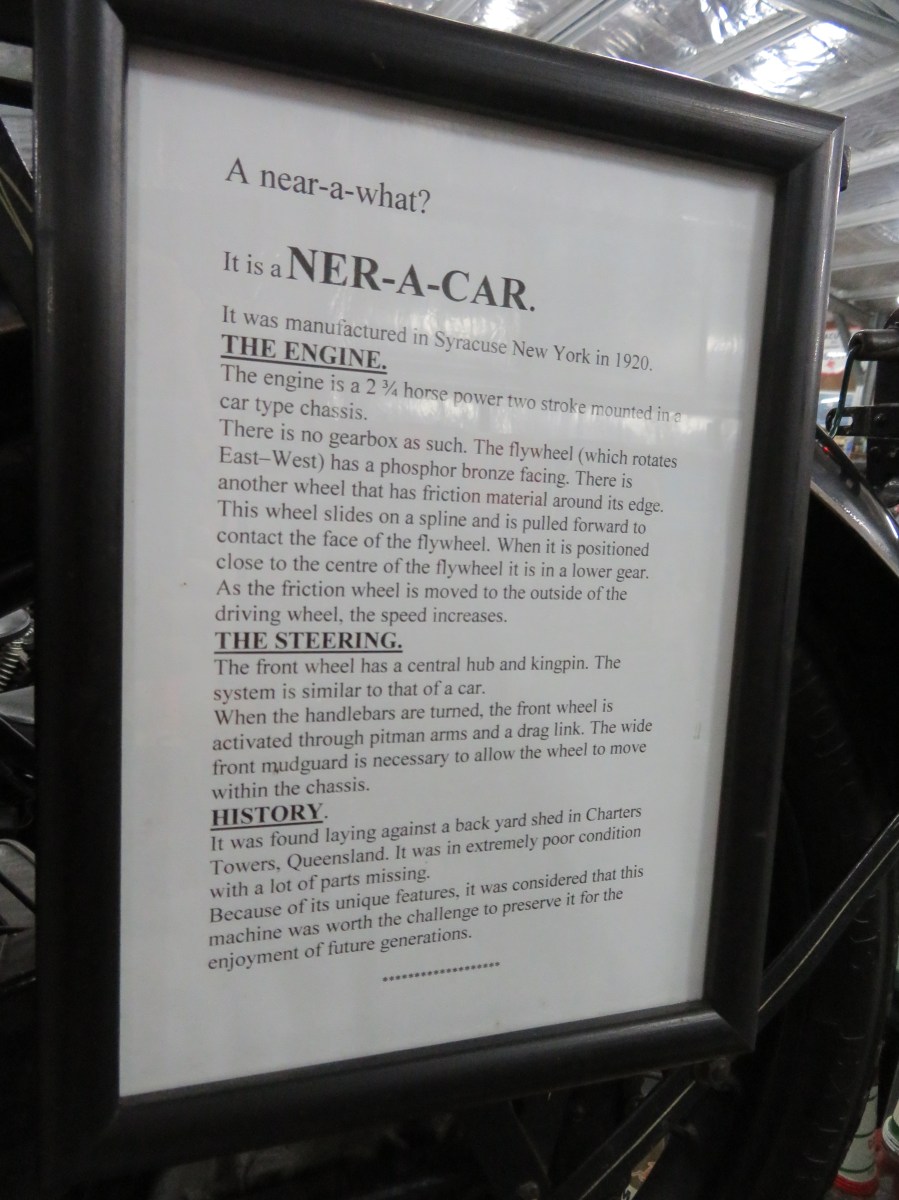 A near-a-what?
It is a NER-A-CAR.
It was manufactured in Syracuse New York in 1920.
THE ENGINE.
The engine is a 2 ¾ horse power two stroke mounted in a
car type chassis.
There is no gearbox as such. The flywheel (which rotates
East–West) has a phosphor bronze facing. There is
another wheel that has friction material around its edge.
This wheel slides on a spline and is pulled forward to
contact the face of the flywheel. When it is positioned
close to the centre of the flywheel it is in a lower gear.
As the friction wheel is moved to the outside of the
driving wheel, the speed increases.
THE STEERING.
The front wheel has a central hub and kingpin. The
system is similar to that of a car.
When the handlebars are turned, the front wheel is
activated through pitman arms and a drag link. The wide
front mudguard is necessary to allow the wheel to move
within the chassis.
HISTORY.
It was found laying against a back yard shed in Charters
Towers, Queensland. It was in extremely poor condition
with a lot of parts missing.
Because of its unique features, it was considered that this
machine was worth the challenge to preserve it for the
enjoyment of future generations.